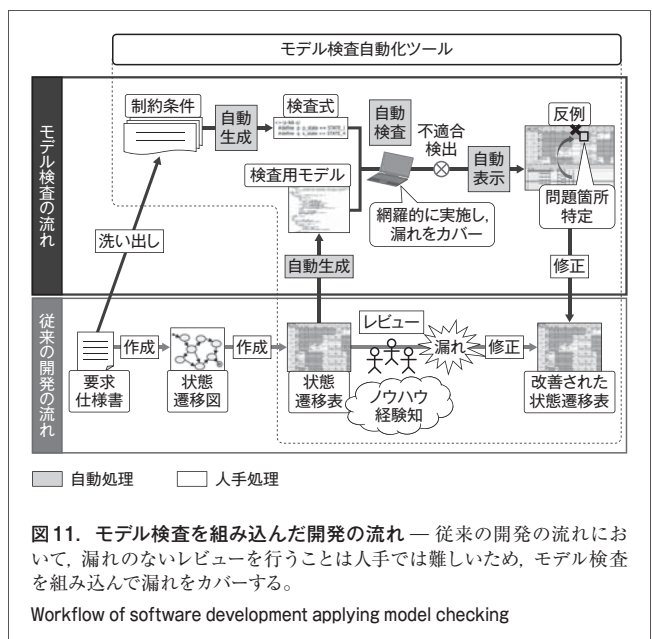 モデル検査自動化ツール
モデル検査の流れ
制約条件
自動
生成
検査式
自動
検査
不適合
検出
自動
表示
反例
検査用モデル
網羅的に実施し,
漏れをカバー
問題箇所
特定
洗い出し
自動生成
修正
従来の開発の流れ
要求
仕様書
作成
状態
遷移図
作成
状態
遷移表
レビュー
漏れ
修正
ノウハウ
経験知
改善された
状態遷移表
自動処理
人手処理
図11. モデル検査を組み込んだ開発の流れ — 従来の開発の流れにお
いて, 漏れのないレビューを行うことは人手では難しいため, モデル検査
を組み込んで漏れをカバーする。
Workflow of software development applying model checking